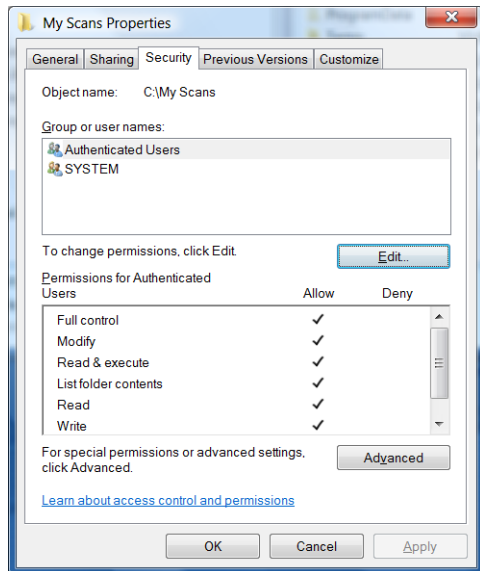 My Scans Properties
General Sharing Security Previous Versions Customize
Object name: C:\My Scans
Group or user names:
Authenticated Users
SYSTEM
To change permissions, click Edit.
Edit...
Permissions for Authenticated
Users Allow Deny
Full control
Modify
Read & execute
List folder contents
Read
Write
For special permissions or advanced settings,
click Advanced.
Advanced
Learn about access control and permissions
OK Cancel Apply